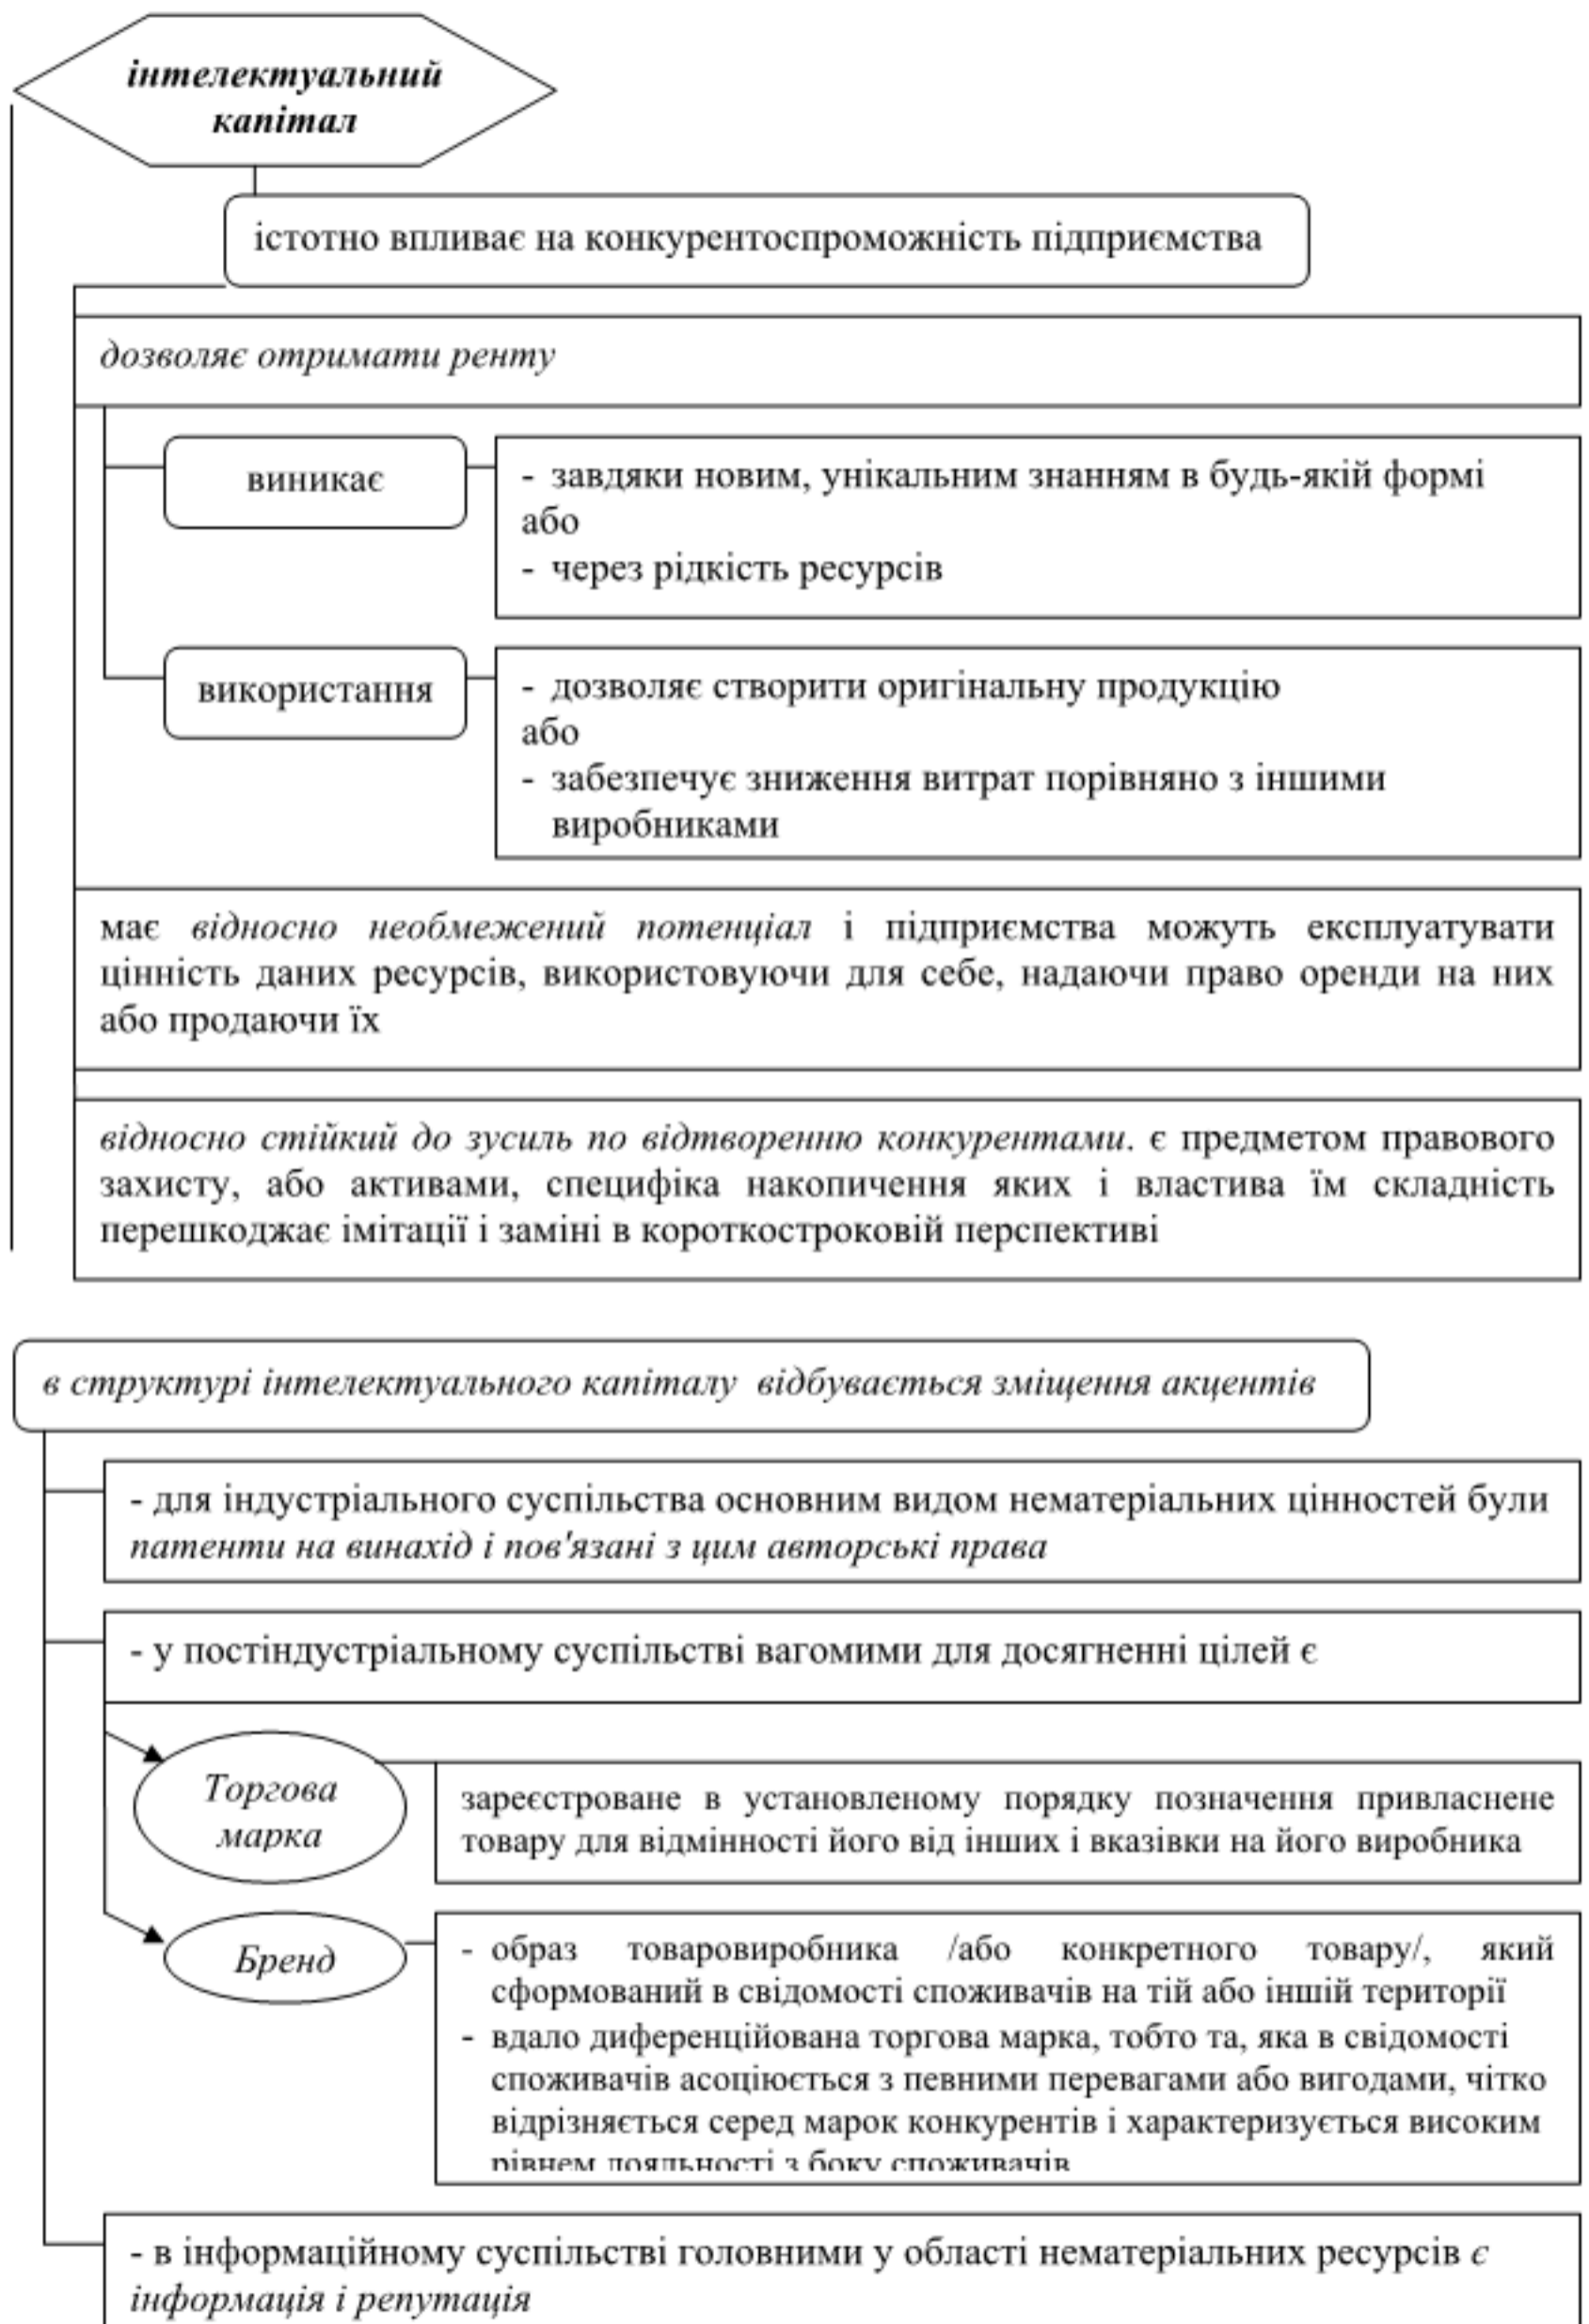 інтелектуальний
капітал
істотно впливає на конкурентоспроможність підприємства
дозволяє отримати ренту
виникає
- завдяки новим, унікальним знанням в будь-якій формі
або
- через рідкість ресурсів
використання
- дозволяє створити оригінальну продукцію
або
- забезпечує зниження витрат порівняно з іншими
виробниками
має відносно необмежений потенціал і підприємства можуть експлуатувати
цінність даних ресурсів, використовуючи для себе, надаючи право оренди на них
або продаючи їх
відносно стійкий до зусиль по відтворенню конкурентами. є предметом правового
захисту, або активами, специфіка накопичення яких і властива їм складність
перешкоджає імітації і заміні в короткостроковій перспективі
в структурі інтелектуального капіталу відбувається зміщення акцентів
- для індустріального суспільства основним видом нематеріальних цінностей були
патенти на винахід і пов'язані з цим авторські права
- у постіндустріальному суспільстві вагомими для досягненні цілей є
Торгова
марка
зареєстроване в установленому порядку позначення привласнене
товару для відмінності його від інших і вказівки на його виробника
Бренд
- образ товаровиробника /або конкретного товару/, який
сформований в свідомості споживачів на тій або іншій території
- вдало диференційована торгова марка, тобто та, яка в свідомості
споживачів асоціюється з певними перевагами або вигодами, чітко
відрізняється серед марок конкурентів і характеризується високим
рівнем лояльності з боку споживачів
- в інформаційному суспільстві головними у області нематеріальних ресурсів є
інформація і репутація